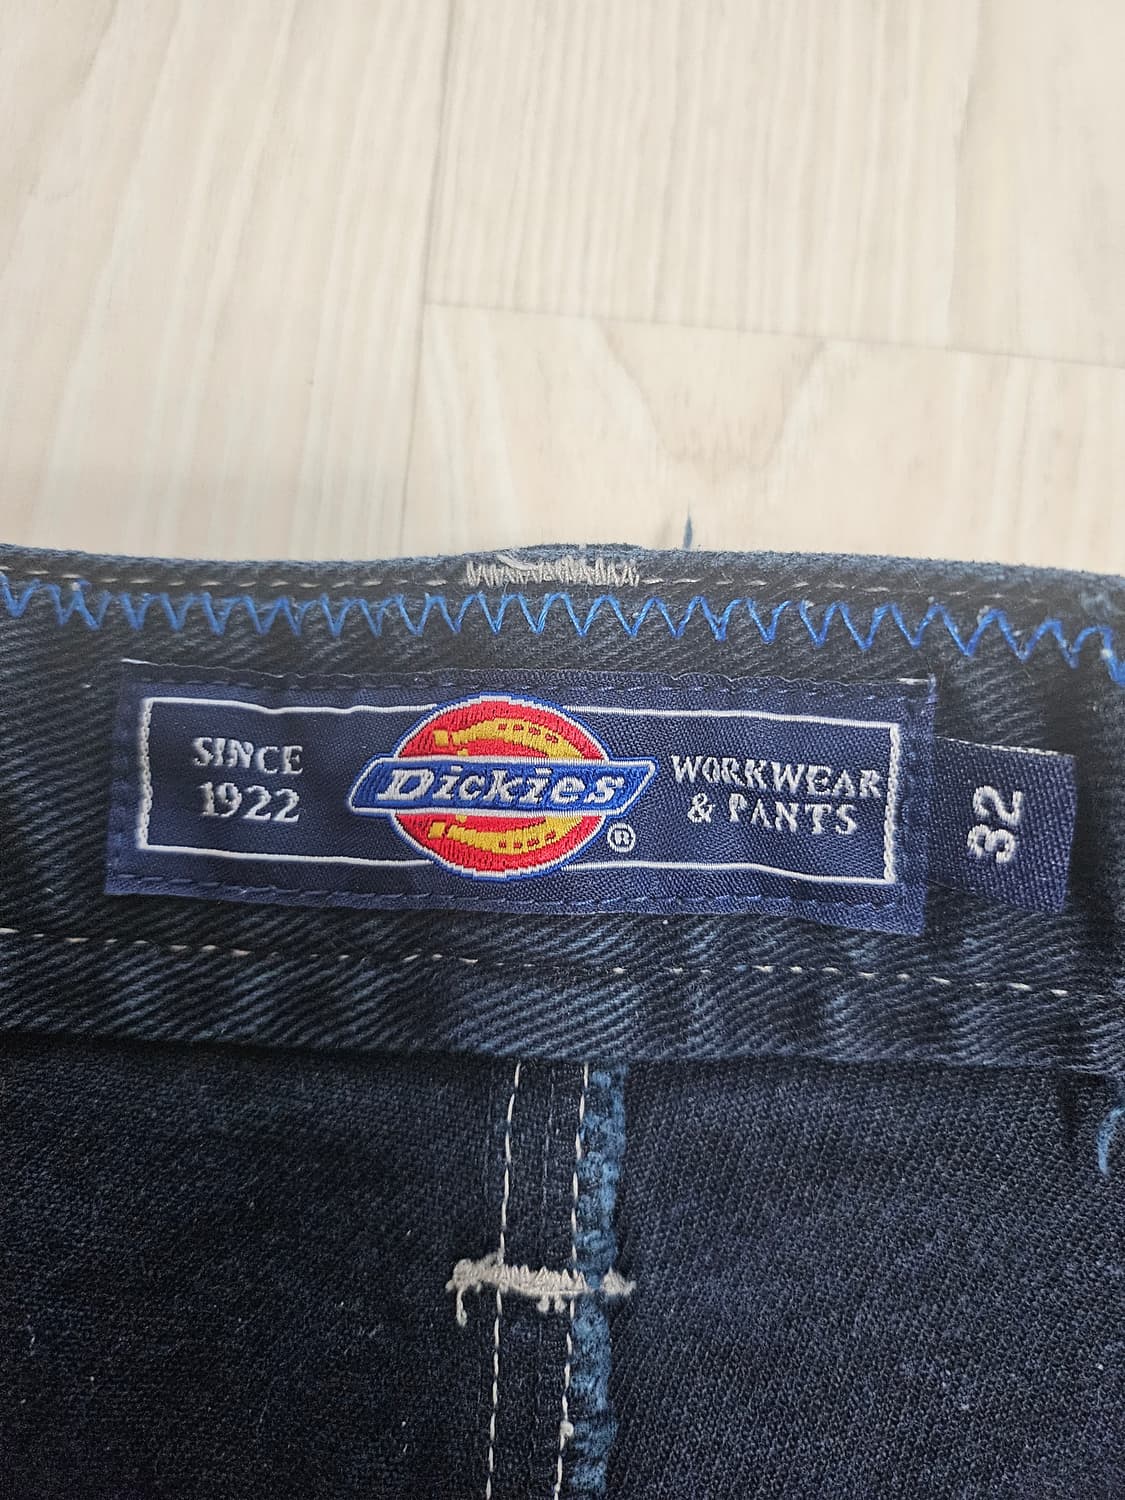 SINCE
1922
Dickies
®
WORKWEAR
& PANTS
32